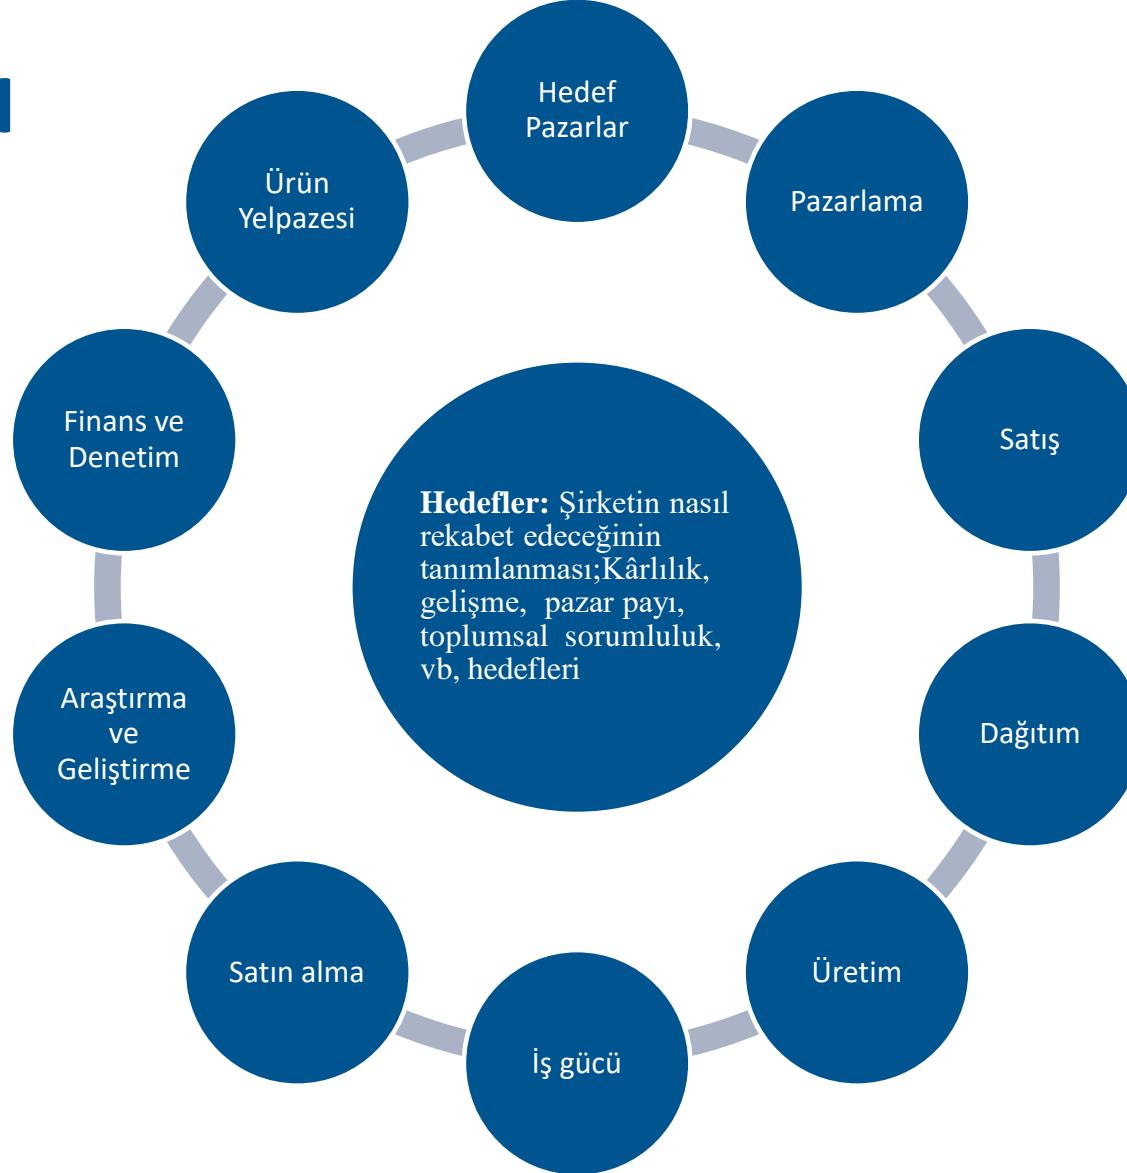 Hedef
Pazarlar
Pazarlama
Satış
Dağıtım
Üretim
İş gücü
Satın alma
Araştırma
ve
Geliştirme
Finans ve
Denetim
Ürün
Yelpazesi
Hedefler: Şirketin nasıl
rekabet edeceğinin
tanımlanması;Kârlılık,
gelişme, pazar payı,
toplumsal sorumluluk,
vb, hedefleri